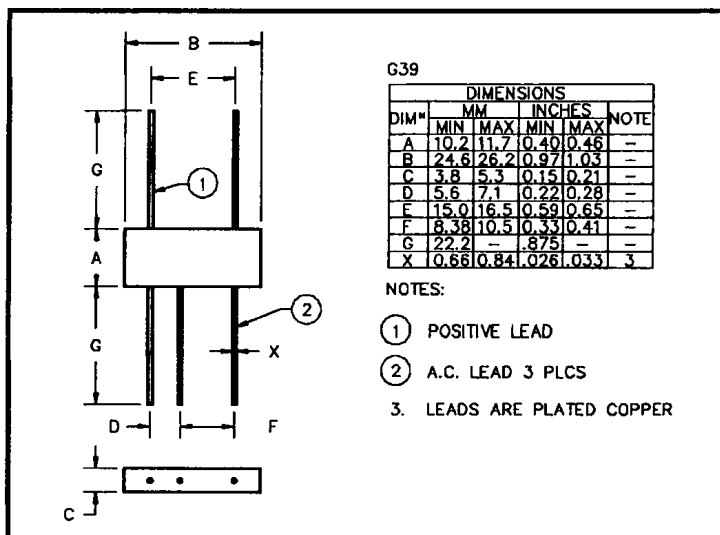 B
E
G
1
A
2
G
X
D
F
C
G39
DIMENSIONS
DIM" MM INCHES NOTE
MIN MAX MIN MAX
A 10.2 11.7 0.40 0.46 –
B 24.6 26.2 0.97 1.03 –
C 3.8 5.3 0.15 0.21 –
D 5.6 7.1 0.22 0.28 –
E 15.0 16.5 0.59 0.65 –
F 8.38 10.5 0.33 0.41 –
G 22.2 – .875 – –
X 0.66 0.84 .026 .033 3
NOTES:
1 POSITIVE LEAD
2 A.C. LEAD 3 PLCS
3. LEADS ARE PLATED COPPER